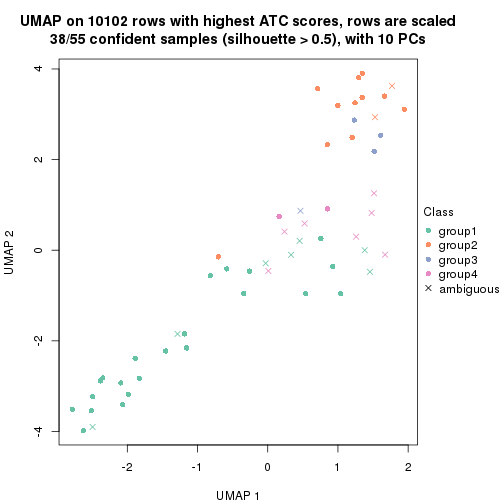 UMAP on 10102 rows with highest ATC scores, rows are scaled
38/55 confident samples (silhouette > 0.5), with 10 PCs
4
2
0
-2
-4
UMAP 2
-2
-1
0
1
2
UMAP 1
Class
group1
group2
group3
group4
ambiguous